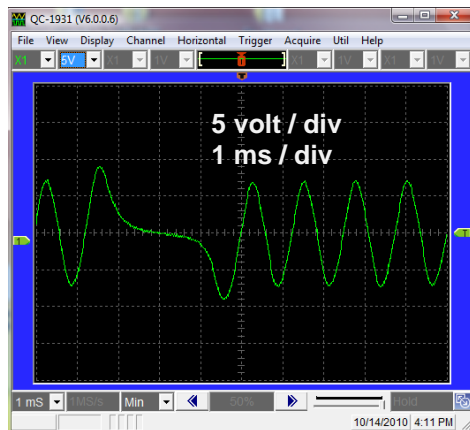 QC-1931 (V6.0.0.6)
File View Display Channel Horizontal Trigger Acquire Util Help
X1 5V X1 1V X1 1V X1 1V
5 volt / div
1 ms / div
1
T
1 mS 1MS/s Min 50% Hold
10/14/2010 4:11 PM